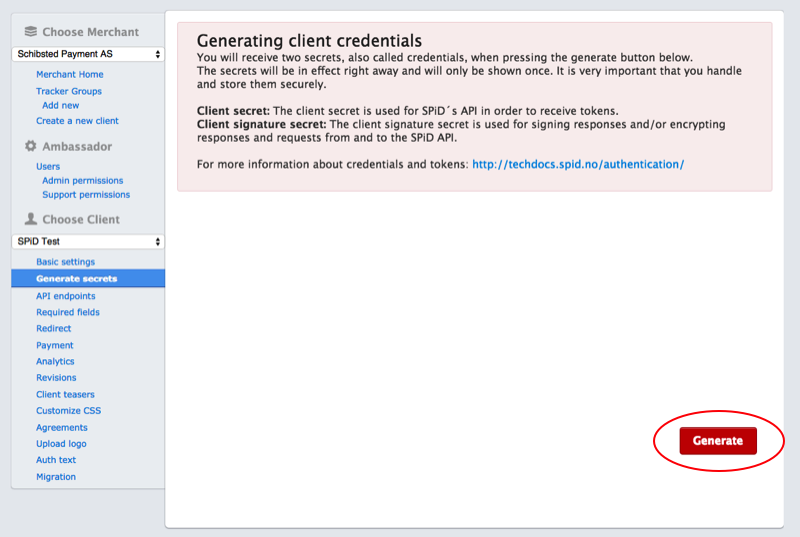 Choose Merchant
Schibsted Payment AS
Merchant Home
Tracker Groups
Add new
Create a new client
Ambassador
Users
Admin permissions
Support permissions
Choose Client
SPiD Test
Basic settings
Generate secrets
API endpoints
Required fields
Redirect
Payment
Analytics
Revisions
Client teasers
Customize CSS
Agreements
Upload logo
Auth text
Migration
Generating client credentials
You will receive two secrets, also called credentials, when pressing the generate button below.
The secrets will be in effect right away and will only be shown once. It is very important that you handle
and store them securely.
Client secret: The client secret is used for SPiD´s API in order to receive tokens.
Client signature secret: The client signature secret is used for signing responses and/or encrypting
responses and requests from and to the SPiD API.
For more information about credentials and tokens: http://techdocs.spid.no/authentication/
Generate